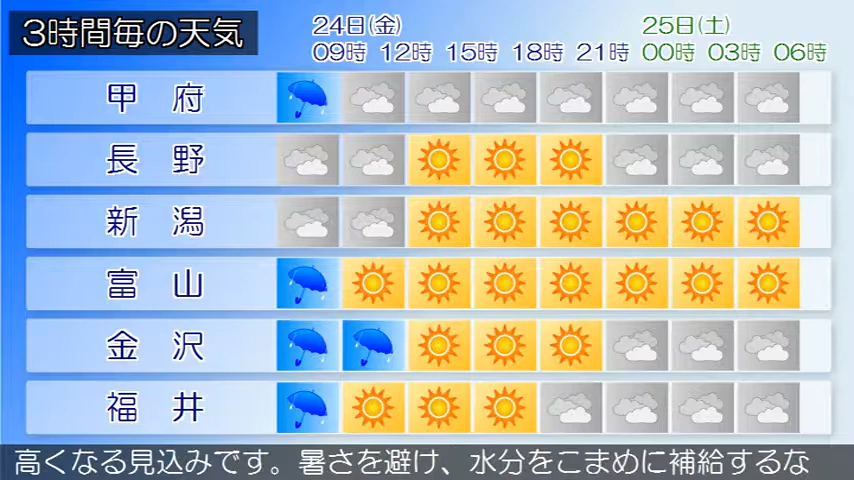 3時間毎の天気
24日(金) 25日(土)
09時 12時 15時 18時 21時 00時 03時 06時
甲府
長野
新潟
富山
金沢
福井
高くなる見込みです。暑さを避け、水分をこまめに補給するな